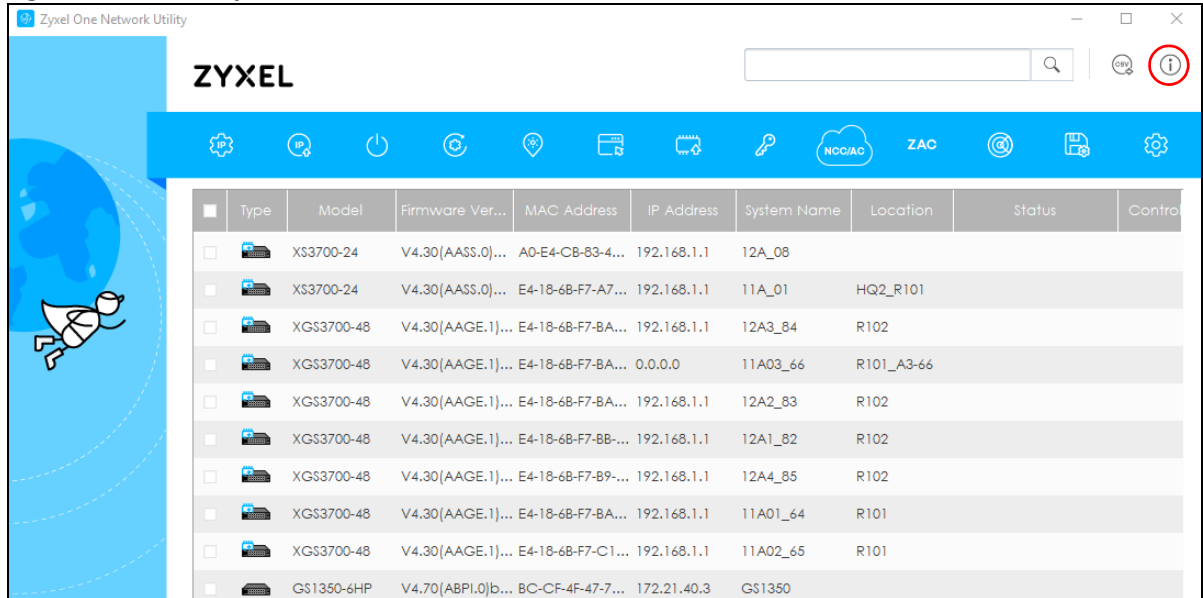 Zyxel One Network Utility
ZYXEL
CSV
IP IP NCC/AC ZAC
Type Model Firmware Ver... MAC Address IP Address System Name Location Status Control
XS3700-24 V4.30(AASS.0)... A0-E4-CB-83-4... 192.168.1.1 12A_08
XS3700-24 V4.30(AASS.0)... E4-18-6B-F7-A7... 192.168.1.1 11A_01 HQ2_R101
XGS3700-48 V4.30(AAGE.1)... E4-18-6B-F7-BA... 192.168.1.1 12A3_84 R102
XGS3700-48 V4.30(AAGE.1)... E4-18-6B-F7-BA... 0.0.0.0 11A03_66 R101_A3-66
XGS3700-48 V4.30(AAGE.1)... E4-18-6B-F7-BA... 192.168.1.1 12A2_83 R102
XGS3700-48 V4.30(AAGE.1)... E4-18-6B-F7-BB-... 192.168.1.1 12A1_82 R102
XGS3700-48 V4.30(AAGE.1)... E4-18-6B-F7-B9-... 192.168.1.1 12A4_85 R102
XGS3700-48 V4.30(AAGE.1)... E4-18-6B-F7-BA... 192.168.1.1 11A01_64 R101
XGS3700-48 V4.30(AAGE.1)... E4-18-6B-F7-C1... 192.168.1.1 11A02_65 R101
GS1350-6HP V4.70(ABPI.0)b... BC-CF-4F-47-7... 172.21.40.3 GS1350